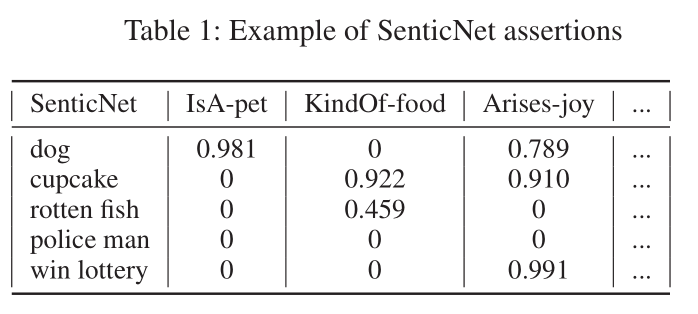 Table 1: Example of SenticNet assertions
SenticNet IsA-pet KindOf-food Arises-joy ...
dog 0.981 0 0.789 ...
cupcake 0 0.922 0.910 ...
rotten fish 0 0.459 0 ...
police man 0 0 0 ...
win lottery 0 0 0.991 ...